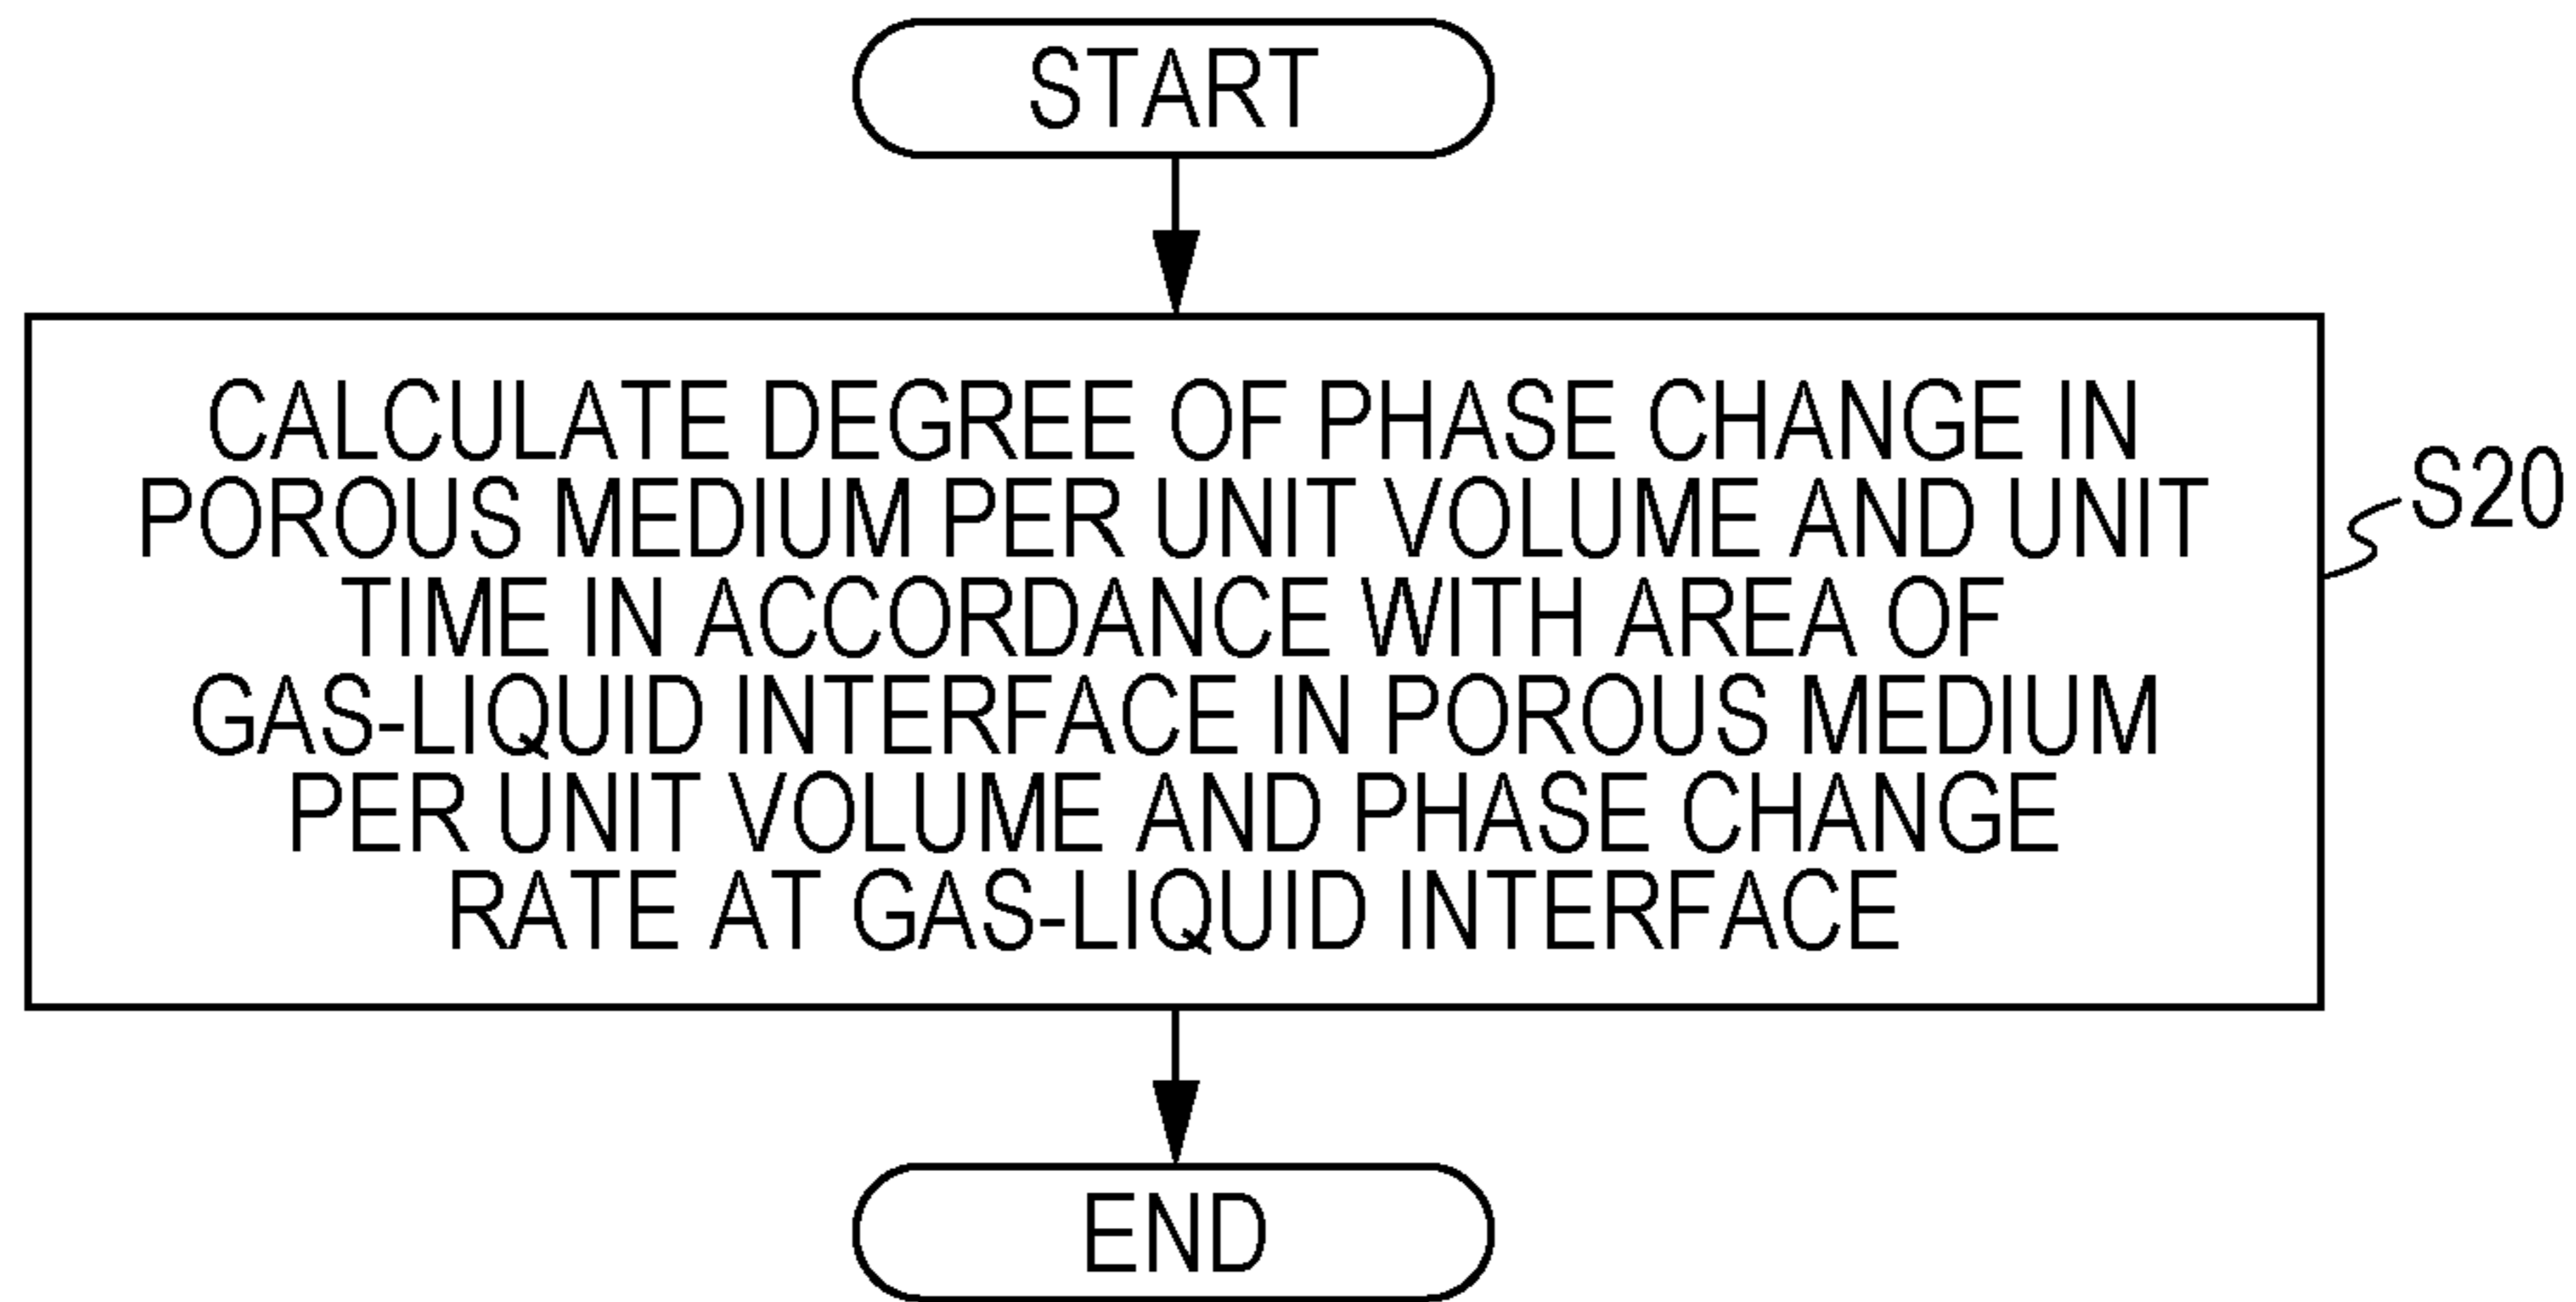 START
CALCULATE DEGREE OF PHASE CHANGE IN
POROUS MEDIUM PER UNIT VOLUME AND UNIT
TIME IN ACCORDANCE WITH AREA OF
GAS-LIQUID INTERFACE IN POROUS MEDIUM
PER UNIT VOLUME AND PHASE CHANGE
RATE AT GAS-LIQUID INTERFACE
S20
END